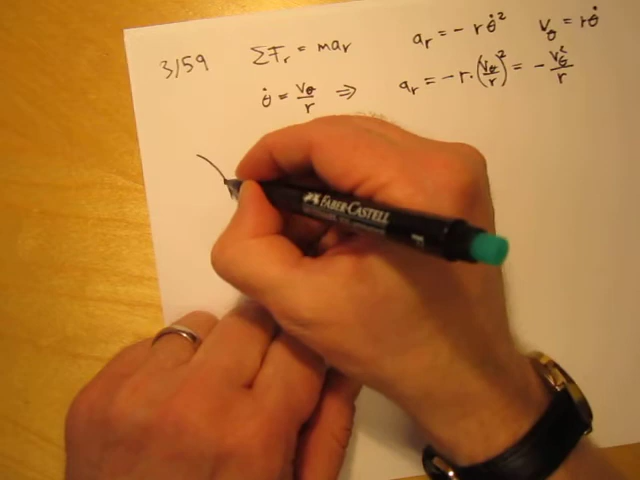 3/59 ΣFr = mar ar = - rθ̇² vθ = rθ̇
θ̇ = vθ/r ⇒ ar = - r·(vθ/r)² = - vθ²/r
FABER-CASTELL